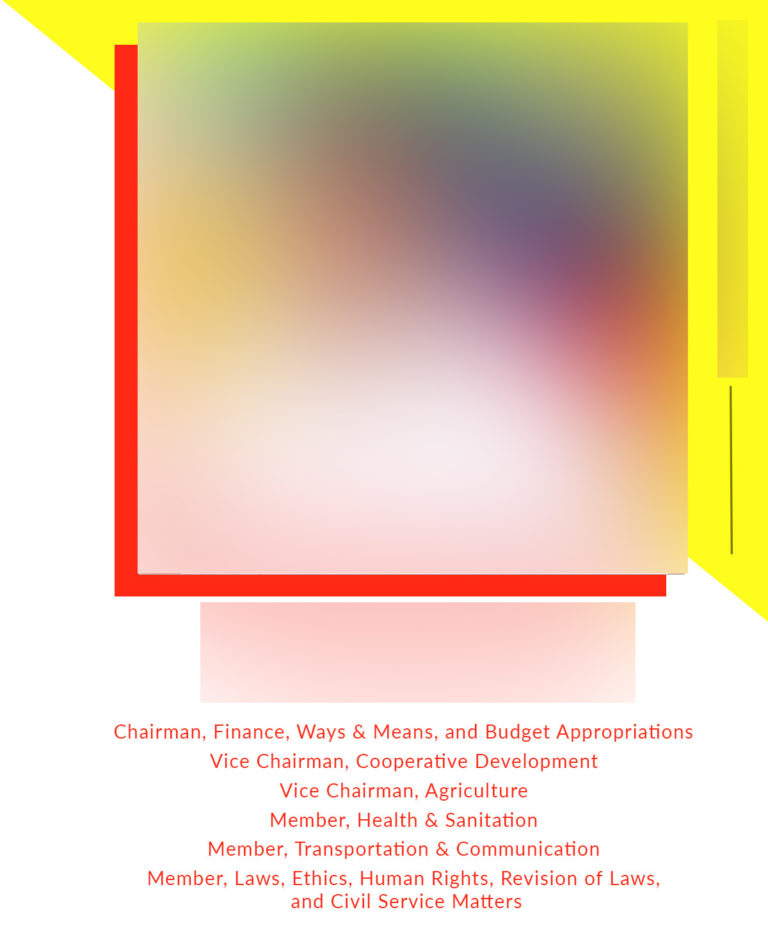 Chairman, Finance, Ways & Means, and Budget Appropriations
Vice Chairman, Cooperative Development
Vice Chairman, Agriculture
Member, Health & Sanitation
Member, Transportation & Communication
Member, Laws, Ethics, Human Rights, Revision of Laws,
and Civil Service Matters